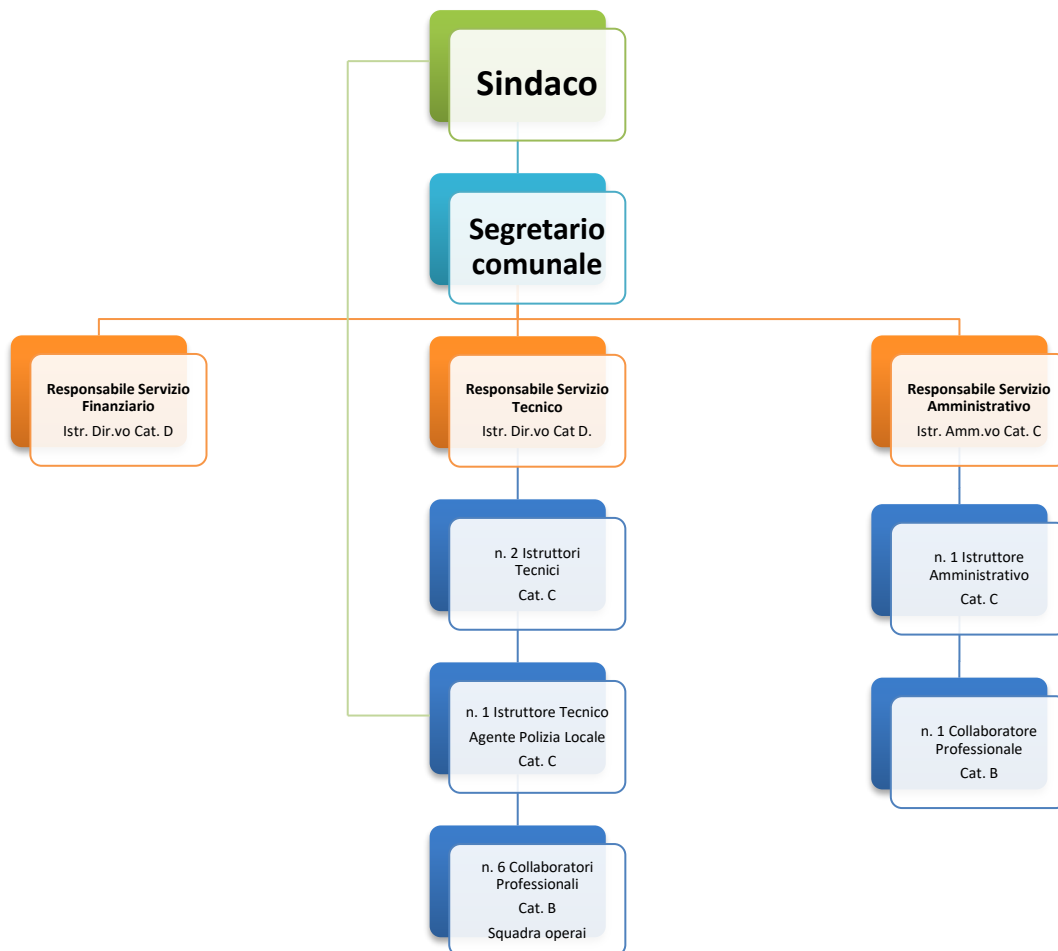 Sindaco
Segretario
comunale
Responsabile Servizio
Finanziario
Istr. Dir.vo Cat. D
Responsabile Servizio
Tecnico
Istr. Dir.vo Cat D.
Responsabile Servizio
Amministrativo
Istr. Amm.vo Cat. C
n. 2 Istruttori
Tecnici
Cat. C
n. 1 Istruttore
Amministrativo
Cat. C
n. 1 Istruttore Tecnico
Agente Polizia Locale
Cat. C
n. 1 Collaboratore
Professionale
Cat. B
n. 6 Collaboratori
Professionali
Cat. B
Squadra operai